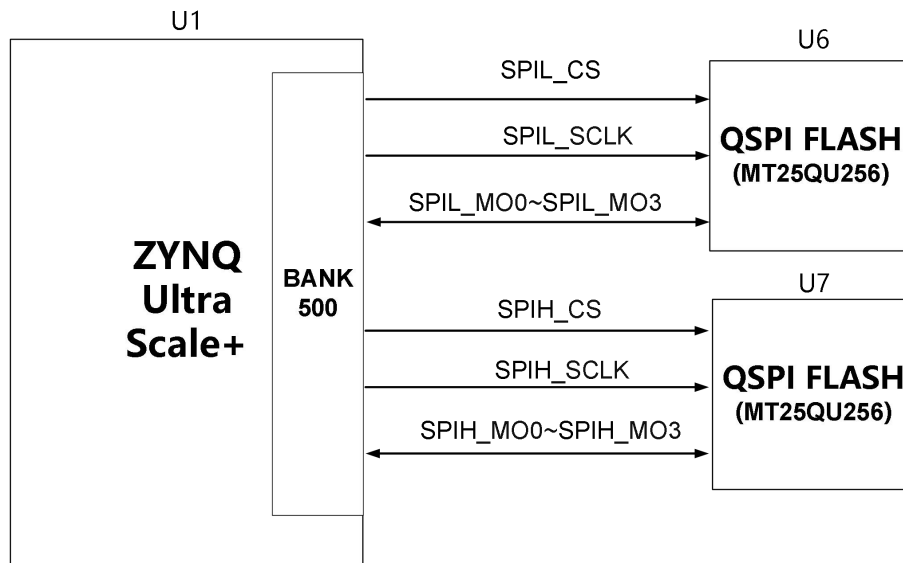 U1
U6
SPIL_CS
QSPI FLASH
(MT25QU256)
SPIL_SCLK
SPIL_MO0~SPIL_MO3
ZYNQ
Ultra
Scale+
BANK
500
U7
SPIH_CS
QSPI FLASH
(MT25QU256)
SPIH_SCLK
SPIH_MO0~SPIH_MO3